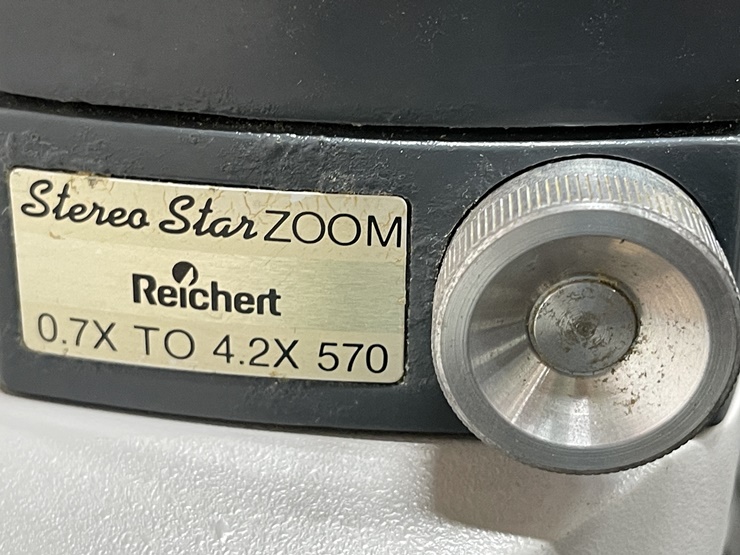 Stereo Star ZOOM
Reichert
0.7X TO 4.2X 570